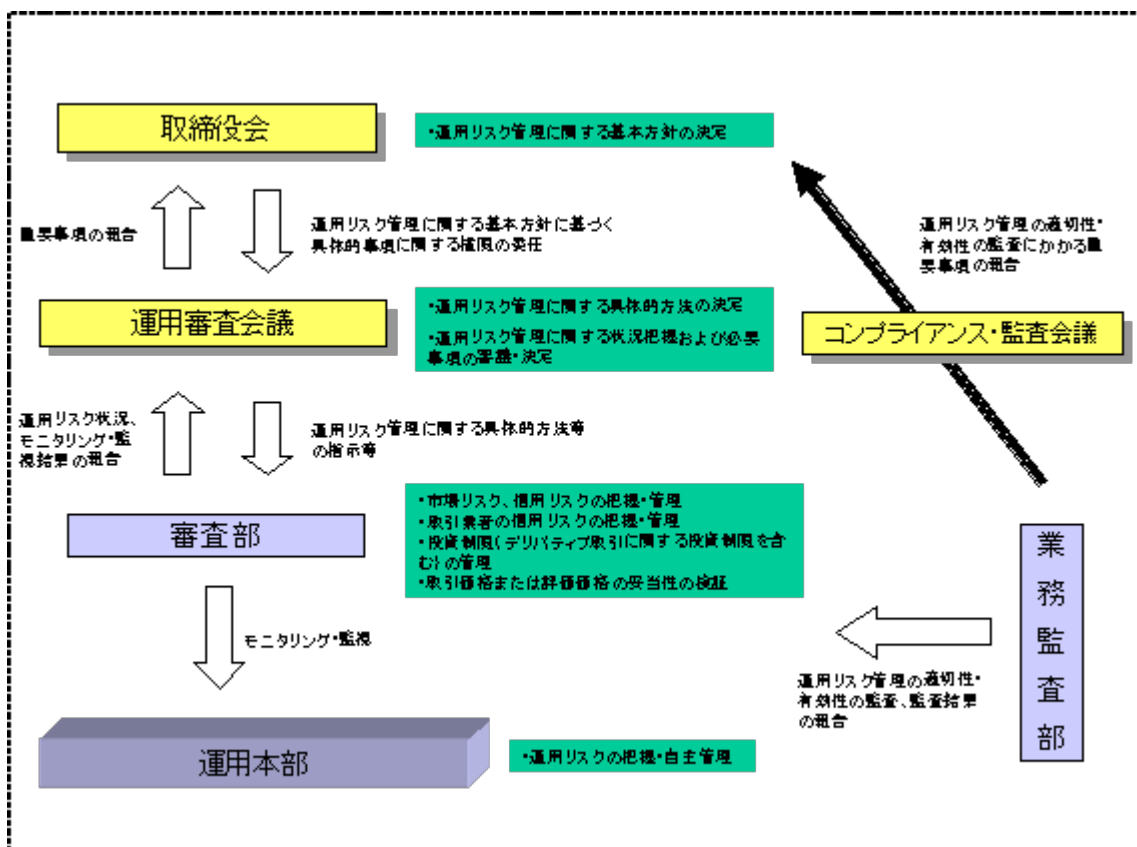 取締役会
・運用リスク管理に関する基本方針の決定
重要事項の報告
運用リスク管理に関する基本方針に基づく
具体的事項に関する権限の委任
運用リスク管理の適切性・
有効性の監査にかかる重
要事項の報告
運用審査会議
・運用リスク管理に関する具体的方法の決定
・運用リスク管理に関する状況把握および必要
事項の審議・決定
コンプライアンス・監査会議
運用リスク状況、
モニタリング・監
視結果の報告
運用リスク管理に関する具体的方法等
の指示等
審査部
・市場リスク、信用リスクの把握・管理
・取引業者の信用リスクの把握・管理
・投資制限(デリバティブ取引に関する投資制限を含
む)の管理
・取引価格または評価価格の妥当性の検証
業務監査部
モニタリング・監視
運用リスク管理の適切性・
有効性の監査、監査結果
の報告
運用本部
・運用リスクの把握・自主管理